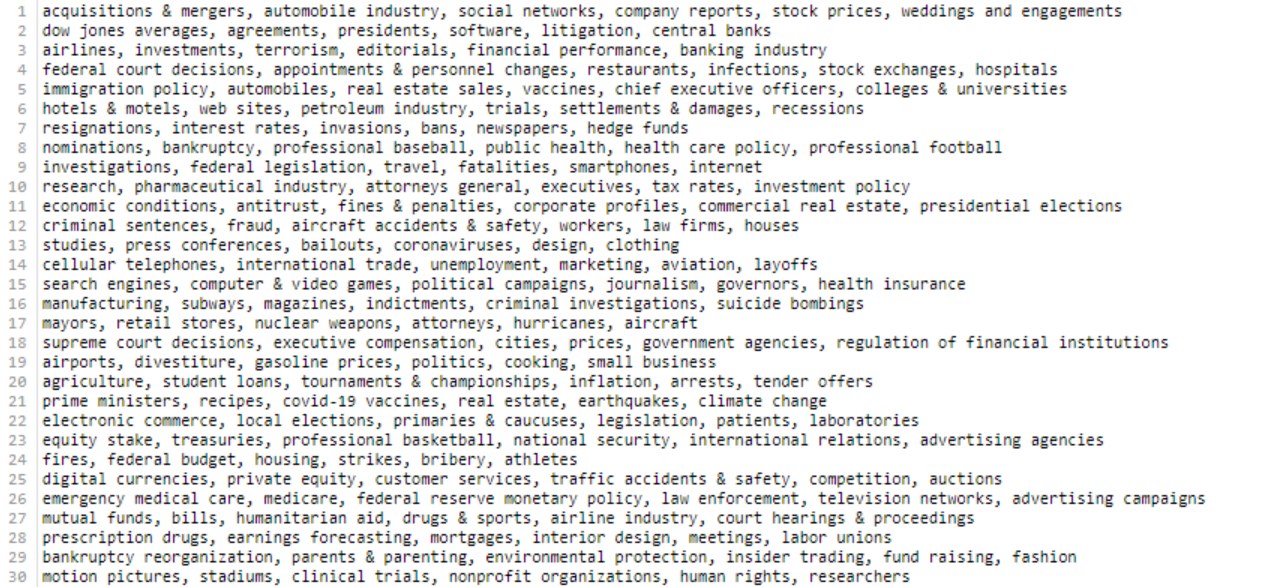 1 acquisitions & mergers, automobile industry, social networks, company reports, stock prices, weddings and engagements
2 dow jones averages, agreements, presidents, software, litigation, central banks
3 airlines, investments, terrorism, editorials, financial performance, banking industry
4 federal court decisions, appointments & personnel changes, restaurants, infections, stock exchanges, hospitals
5 immigration policy, automobiles, real estate sales, vaccines, chief executive officers, colleges & universities
6 hotels & motels, web sites, petroleum industry, trials, settlements & damages, recessions
7 resignations, interest rates, invasions, bans, newspapers, hedge funds
8 nominations, bankruptcy, professional baseball, public health, health care policy, professional football
9 investigations, federal legislation, travel, fatalities, smartphones, internet
10 research, pharmaceutical industry, attorneys general, executives, tax rates, investment policy
11 economic conditions, antitrust, fines & penalties, corporate profiles, commercial real estate, presidential elections
12 criminal sentences, fraud, aircraft accidents & safety, workers, law firms, houses
13 studies, press conferences, bailouts, coronaviruses, design, clothing
14 cellular telephones, international trade, unemployment, marketing, aviation, layoffs
15 search engines, computer & video games, political campaigns, journalism, governors, health insurance
16 manufacturing, subways, magazines, indictments, criminal investigations, suicide bombings
17 mayors, retail stores, nuclear weapons, attorneys, hurricanes, aircraft
18 supreme court decisions, executive compensation, cities, prices, government agencies, regulation of financial institutions
19 airports, divestiture, gasoline prices, politics, cooking, small business
20 agriculture, student loans, tournaments & championships, inflation, arrests, tender offers
21 prime ministers, recipes, covid-19 vaccines, real estate, earthquakes, climate change
22 electronic commerce, local elections, primaries & caucuses, legislation, patients, laboratories
23 equity stake, treasuries, professional basketball, national security, international relations, advertising agencies
24 fires, federal budget, housing, strikes, bribery, athletes
25 digital currencies, private equity, customer services, traffic accidents & safety, competition, auctions
26 emergency medical care, medicare, federal reserve monetary policy, law enforcement, television networks, advertising campaigns
27 mutual funds, bills, humanitarian aid, drugs & sports, airline industry, court hearings & proceedings
28 prescription drugs, earnings forecasting, mortgages, interior design, meetings, labor unions
29 bankruptcy reorganization, parents & parenting, environmental protection, insider trading, fund raising, fashion
30 motion pictures, stadiums, clinical trials, nonprofit organizations, human rights, researchers